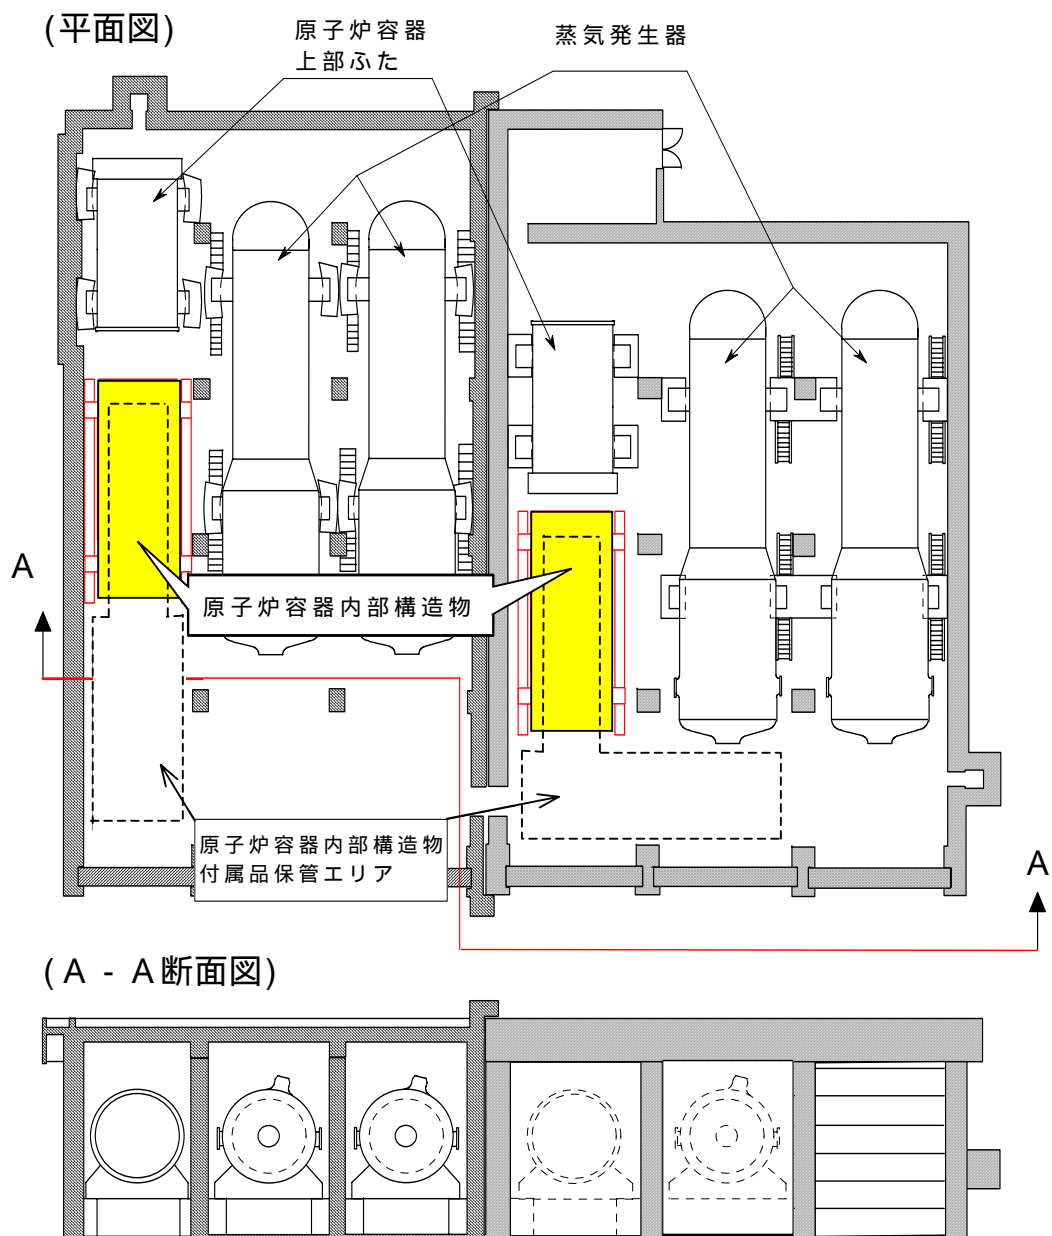 (平面図)
原子炉容器
上部ふた
蒸気発生器
A
原子炉容器内部構造物
原子炉容器内部構造物
付属品保管エリア
A
(A-A断面図)